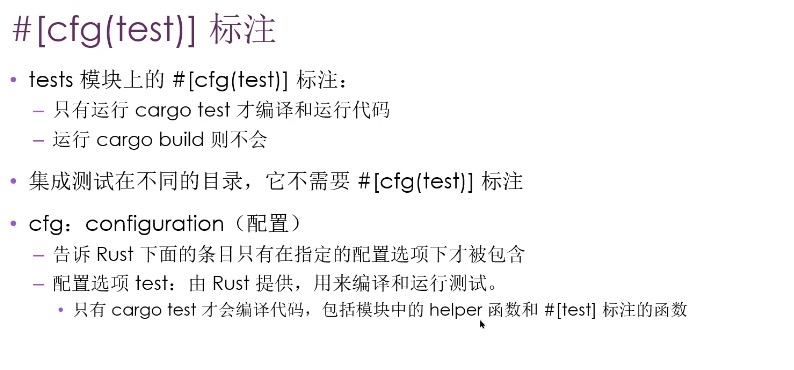 #[cfg(test)] 标注
• tests 模块上的 #[cfg(test)] 标注：
– 只有运行 cargo test 才编译和运行代码
– 运行 cargo build 则不会
• 集成测试在不同的目录，它不需要 #[cfg(test)] 标注
• cfg：configuration（配置）
– 告诉 Rust 下面的条目只有在指定的配置选项下才被包含
– 配置选项 test：由 Rust 提供，用来编译和运行测试。
• 只有 cargo test 才会编译代码，包括模块中的 helper 函数和 #[test] 标注的函数